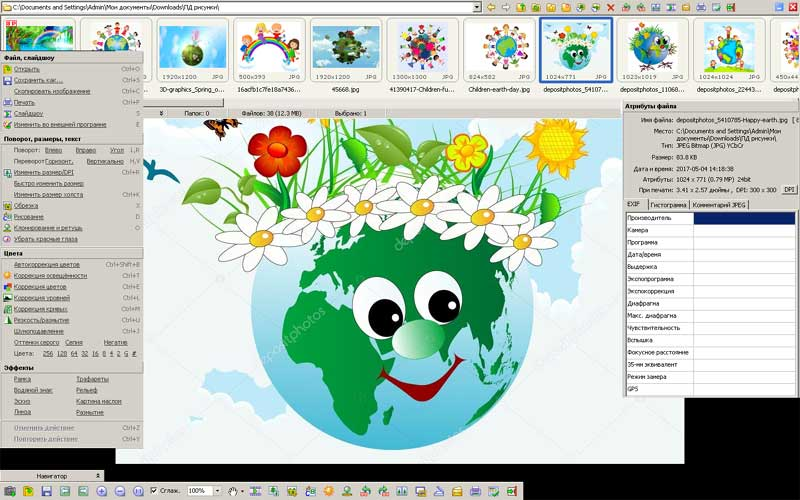 C:\Documents and Settings\Admin\Мои документы\Downloads\ПД рисунки\
1920x1200 JPG
500x393 JPG
1920x1200 JPG
1300x1300 JPG
824x582 JPG
1024x771 JPG
1023x1019 JPG
1024x1024 JPG
450x44
3D-graphics_Spring_o...
16acfb1c7fe18a7436...
45668.jpg
41390417-Children-fu...
Children-earth-day.jpg
depositphotos_54107...
depositphotos_11068...
depositphotos_22443...
Папок: 0
Файлов: 38 (12.3 MB)
Выбрано: 1
Файл, слайдшоу
Открыть Ctrl+O
Сохранить как... Ctrl+S
Скопировать изображение Ctrl+C
Печать Ctrl+P
Слайдшоу S
Изменить во внешней программе E
Поворот, размеры, текст
Поворот: Влево Вправо Угол L,R
Переворот Горизонт. Вертикально H,V
Изменить размер/DPI Ctrl+R
Быстро изменить размер
Изменить размер холста Ctrl+K
Обрезка X
Рисование D
Клонирование и ретушь O
Убрать красные глаза
Цвета
Автокоррекция цветов Ctrl+Shift+B
Коррекция освещённости Ctrl+I
Коррекция цветов Ctrl+E
Коррекция уровней Ctrl+L
Коррекция кривых Ctrl+M
Резкость/размытие Ctrl+U
Шумоподавление Ctrl+J
Оттенки серого Сепия Негатив
Цвета: 256 128 64 32 16 8 4 2 G #
Эффекты
Рамка Трафареты
Водяной знак Рельеф
Эскиз Картина маслом
Линза Размытие
Отменить действие Ctrl+Z
Повторить действие Ctrl+Y
Навигатор
depositphotos
Атрибуты файла
Имя файла: depositphotos_5410785-Happy-earth.jpg
Место: C:\Documents and Settings\Admin\Мои
документы\Downloads\ПД рисунки\
Тип: JPEG Bitmap (JPG) YCbCr
Размер: 83.8 KB
Дата и время: 2017-05-04 14:18:38
Атрибуты: 1024 x 771 (0.79 MP) 24bit
При печати: 3.41 x 2.57 дюймы, DPI: 300 x 300 DPI
EXIF Гистограмма Комментарий JPEG
Производитель
Камера
Программа
Дата/время
Выдержка
Экспопрограмма
Экспокоррекция
Диафрагма
Макс. диафрагма
Чувствительность
Вспышка
Фокусное расстояние
35-мм эквивалент
Режим замера
GPS
Сглаж. 100%